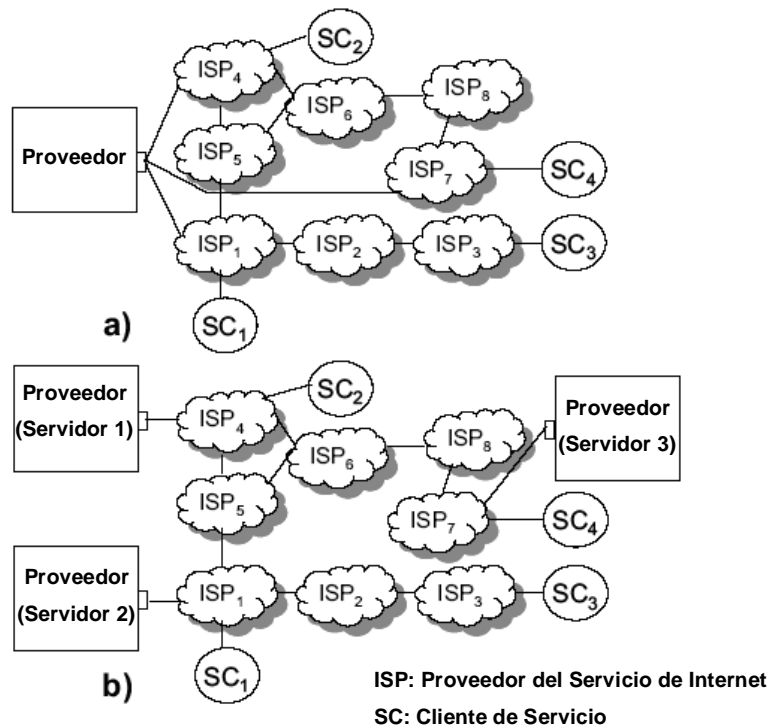 SC2
ISP4
ISP6
ISP8
Proveedor
ISP5
ISP7
SC4
ISP1
ISP2
ISP3
SC3
a)
SC1
Proveedor
(Servidor 1)
SC2
ISP4
Proveedor
(Servidor 3)
ISP6
ISP8
ISP5
ISP7
SC4
Proveedor
(Servidor 2)
ISP1
ISP2
ISP3
SC3
b)
SC1
ISP: Proveedor del Servicio de Internet
SC: Cliente de Servicio